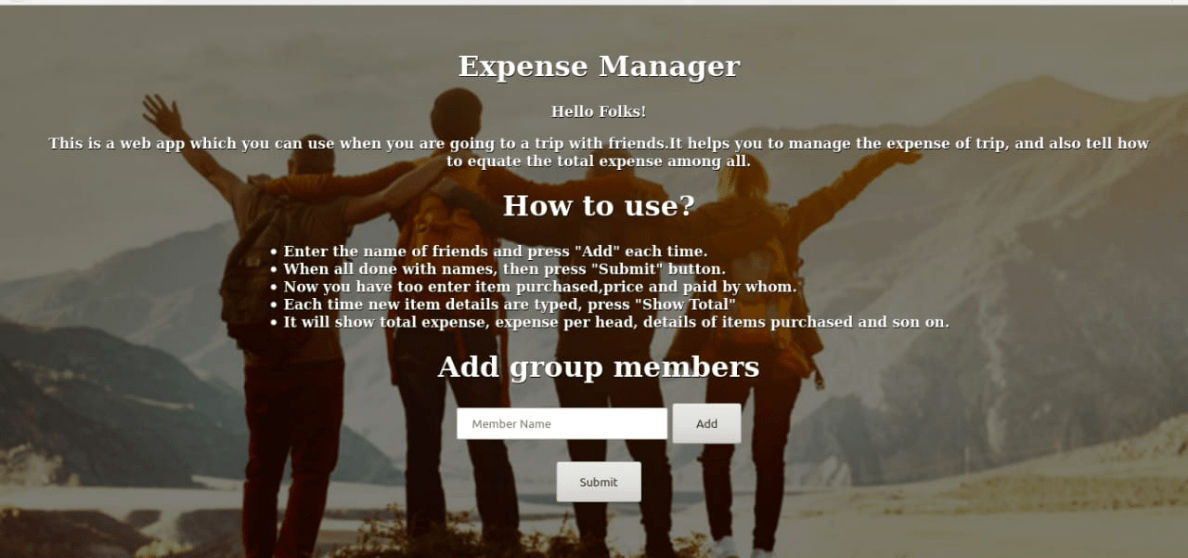 Expense Manager
Hello Folks!
This is a web app which you can use when you are going to a trip with friends.It helps you to manage the expense of trip, and also tell how
to equate the total expense among all.
How to use?
• Enter the name of friends and press "Add" each time.
• When all done with names, then press "Submit" button.
• Now you have too enter item purchased,price and paid by whom.
• Each time new item details are typed, press "Show Total"
• It will show total expense, expense per head, details of items purchased and son on.
Add group members
Member Name Add
Submit